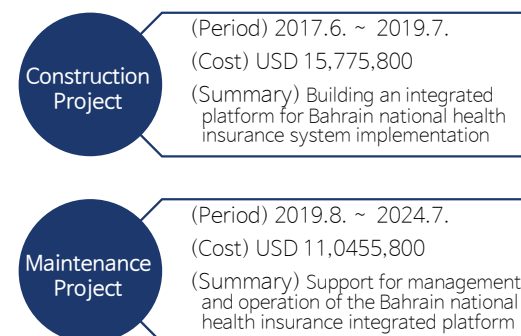 Construction
Project
(Period) 2017.6. ~ 2019.7.
(Cost) USD 15,775,800
(Summary) Building an integrated
platform for Bahrain national health
insurance system implementation
Maintenance
Project
(Period) 2019.8. ~ 2024.7.
(Cost) USD 11,0455,800
(Summary) Support for management
and operation of the Bahrain national
health insurance integrated platform